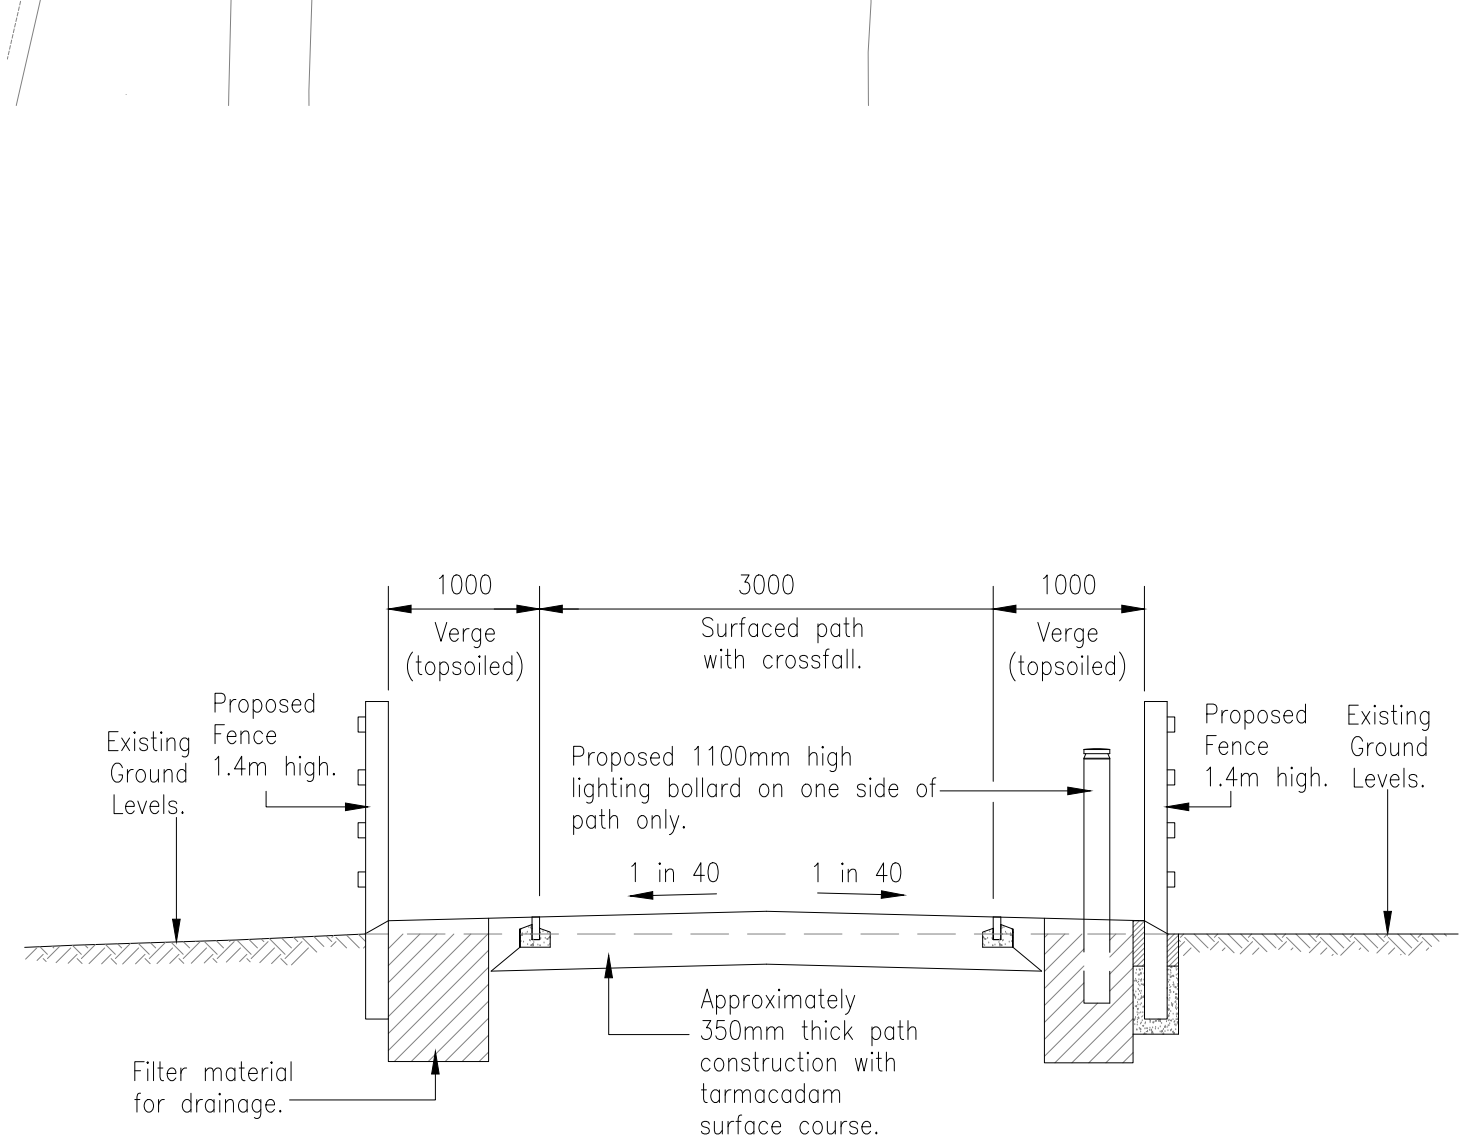 1000
3000
1000
Verge
(topsoiled)
Surfaced path
with crossfall.
Verge
(topsoiled)
Existing
Ground
Levels.
Proposed
Fence
1.4m high.
Proposed 1100mm high
lighting bollard on one side of
path only.
Proposed
Fence
1.4m high.
Existing
Ground
Levels.
1 in 40
1 in 40
Filter material
for drainage.
Approximately
350mm thick path
construction with
tarmacadam
surface course.